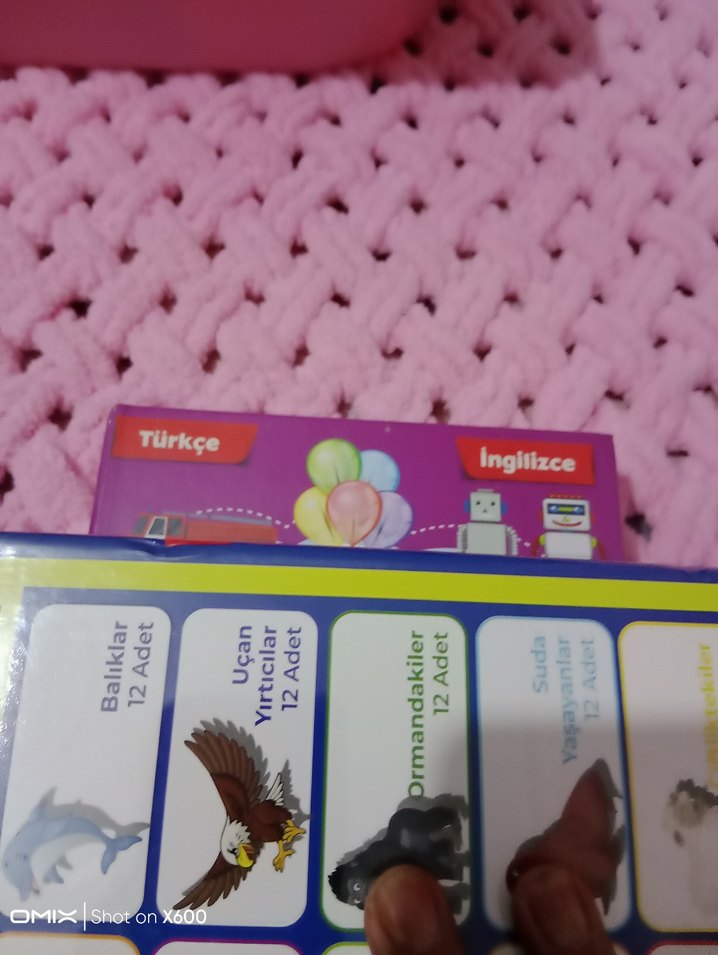 Türkçe
İngilizce
Balıklar
12 Adet
Uçan
Yırtıcılar
12 Adet
Ormandakiler
12 Adet
Suda
Yaşayanlar
12 Adet
OMIX | Shot on X600